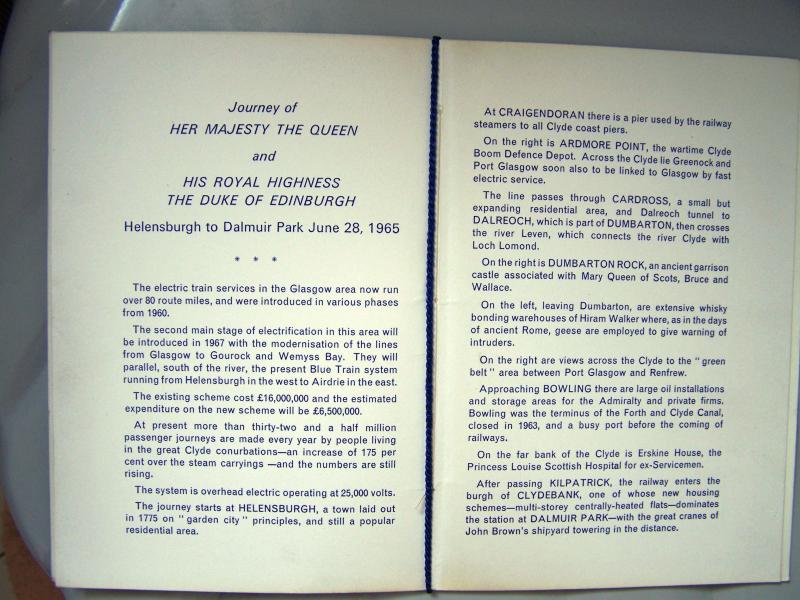 Journey of
HER MAJESTY THE QUEEN
and
HIS ROYAL HIGHNESS
THE DUKE OF EDINBURGH
Helensburgh to Dalmuir Park June 28, 1965
* * *
The electric train services in the Glasgow area now run
over 80 route miles, and were introduced in various phases
from 1960.
The second main stage of electrification in this area will
be introduced in 1967 with the modernisation of the lines
from Glasgow to Gourock and Wemyss Bay. They will
parallel, south of the river, the present Blue Train system
running from Helensburgh in the west to Airdrie in the east.
The existing scheme cost £16,000,000 and the estimated
expenditure on the new scheme will be £6,500,000.
At present more than thirty-two and a half million
passenger journeys are made every year by people living
in the great Clyde conurbations—an increase of 175 per
cent over the steam carryings —and the numbers are still
rising.
The system is overhead electric operating at 25,000 volts.
The journey starts at HELENSBURGH, a town laid out
in 1775 on " garden city " principles, and still a popular
residential area.
At CRAIGENDORAN there is a pier used by the railway
steamers to all Clyde coast piers.
On the right is ARDMORE POINT, the wartime Clyde
Boom Defence Depot. Across the Clyde lie Greenock and
Port Glasgow soon also to be linked to Glasgow by fast
electric service.
The line passes through CARDROSS, a small but
expanding residential area, and Dalreoch tunnel to
DALREOCH, which is part of DUMBARTON, then crosses
the river Leven, which connects the river Clyde with
Loch Lomond.
On the right is DUMBARTON ROCK, an ancient garrison
castle associated with Mary Queen of Scots, Bruce and
Wallace.
On the left, leaving Dumbarton, are extensive whisky
bonding warehouses of Hiram Walker where, as in the days
of ancient Rome, geese are employed to give warning of
intruders.
On the right are views across the Clyde to the " green
belt " area between Port Glasgow and Renfrew.
Approaching BOWLING there are large oil installations
and storage areas for the Admiralty and private firms.
Bowling was the terminus of the Forth and Clyde Canal,
closed in 1963, and a busy port before the coming of
railways.
On the far bank of the Clyde is Erskine House, the
Princess Louise Scottish Hospital for ex-Servicemen.
After passing KILPATRICK, the railway enters the
burgh of CLYDEBANK, one of whose new housing
schemes—multi-storey centrally-heated flats—dominates
the station at DALMUIR PARK—with the great cranes of
John Brown's shipyard towering in the distance.